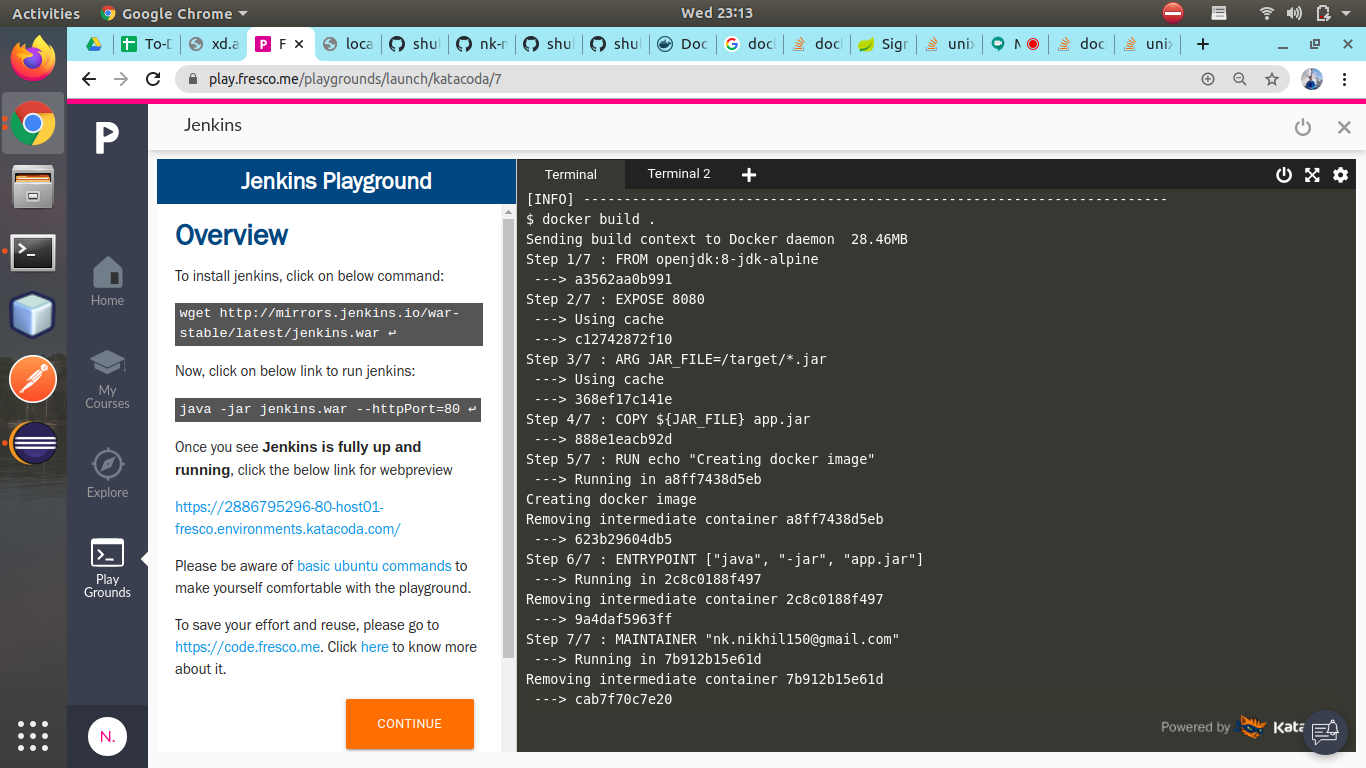 Activities
Google Chrome
Wed 23:13
To-D
xd.a
F
loca
shul
nk-n
shul
shul
Doc
doc
doc
Sigr
unix
doc
unix
play.fresco.me/playgrounds/launch/katacoda/7
P
Jenkins
Home
My
Courses
Explore
Play
Grounds
N.
Jenkins Playground
Overview
To install jenkins, click on below command:
wget http://mirrors.jenkins.io/war-
stable/latest/jenkins.war ↩
Now, click on below link to run jenkins:
java -jar jenkins.war --httpPort=80 ↩
Once you see Jenkins is fully up and
running, click the below link for webpreview
https://2886795296-80-host01-
fresco.environments.katacoda.com/
Please be aware of basic ubuntu commands to
make yourself comfortable with the playground.
To save your effort and reuse, please go to
https://code.fresco.me. Click here to know more
about it.
CONTINUE
Terminal
Terminal 2
[INFO] ------------------------------------------------------------------------
$ docker build .
Sending build context to Docker daemon  28.46MB
Step 1/7 : FROM openjdk:8-jdk-alpine
 ---> a3562aa0b991
Step 2/7 : EXPOSE 8080
 ---> Using cache
 ---> c12742872f10
Step 3/7 : ARG JAR_FILE=/target/*.jar
 ---> Using cache
 ---> 368ef17c141e
Step 4/7 : COPY ${JAR_FILE} app.jar
 ---> 888e1eacb92d
Step 5/7 : RUN echo "Creating docker image"
 ---> Running in a8ff7438d5eb
Creating docker image
Removing intermediate container a8ff7438d5eb
 ---> 623b29604db5
Step 6/7 : ENTRYPOINT ["java", "-jar", "app.jar"]
 ---> Running in 2c8c0188f497
Removing intermediate container 2c8c0188f497
 ---> 9a4daf5963ff
Step 7/7 : MAINTAINER "nk.nikhil150@gmail.com"
 ---> Running in 7b912b15e61d
Removing intermediate container 7b912b15e61d
 ---> cab7f70c7e20
Powered by Kata